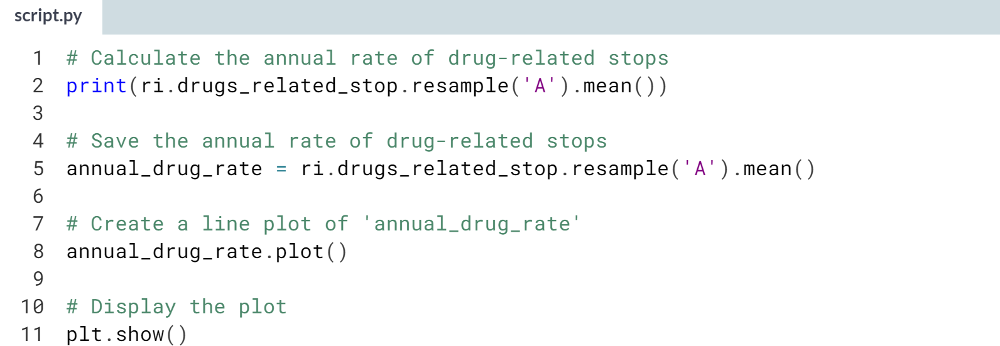 script.py
1 # Calculate the annual rate of drug-related stops
2 print(ri.drugs_related_stop.resample('A').mean())
3
4 # Save the annual rate of drug-related stops
5 annual_drug_rate = ri.drugs_related_stop.resample('A').mean()
6
7 # Create a line plot of 'annual_drug_rate'
8 annual_drug_rate.plot()
9
10 # Display the plot
11 plt.show()